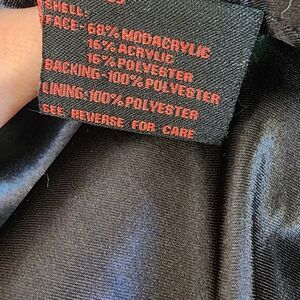 SHELL:
FACE-68% MODACRYLIC
16% ACRYLIC
16% POLYESTER
BACKING-100% POLYESTER
LINING:100% POLYESTER
SEE REVERSE FOR CARE